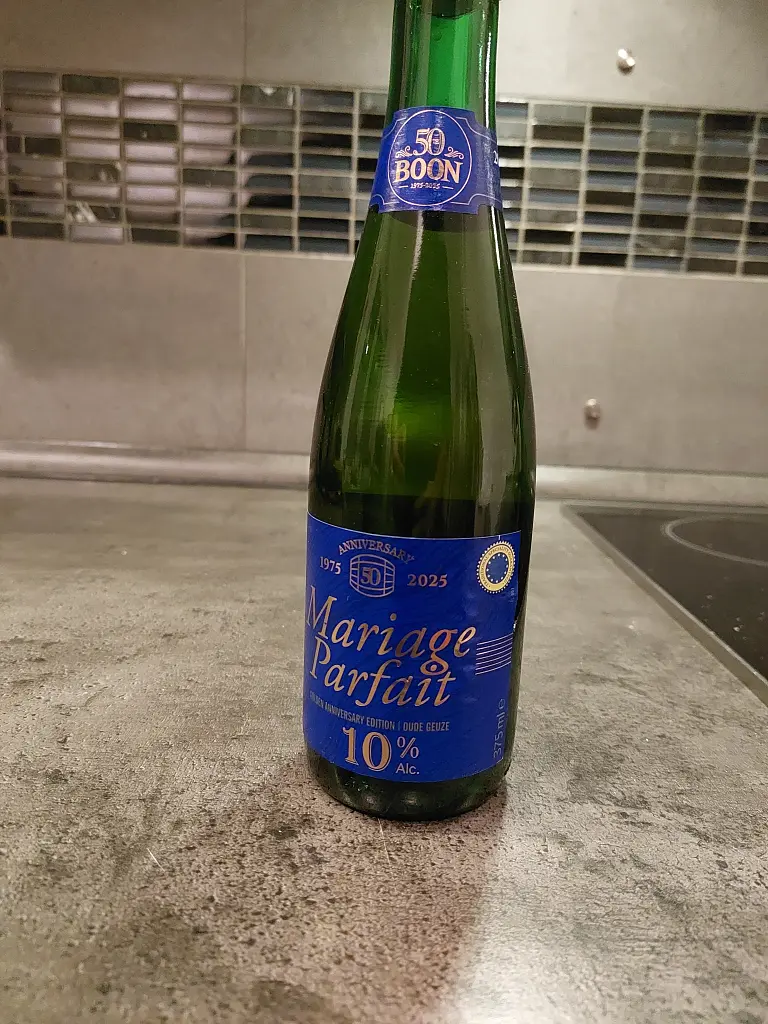 50
BOON
1975-2025
ANNIVERSARY
1975 50 2025
Mariage
Parfait
ANNIVERSARY EDITION | OUDE GEUZE
10%
Alc.
375 ml e